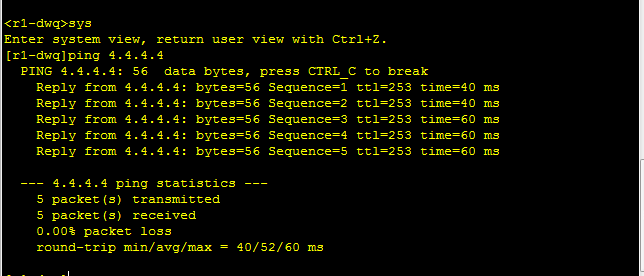 <r1-dwq>sys
Enter system view, return user view with Ctrl+Z.
[r1-dwq]ping 4.4.4.4
  PING 4.4.4.4: 56  data bytes, press CTRL_C to break
    Reply from 4.4.4.4: bytes=56 Sequence=1 ttl=253 time=40 ms
    Reply from 4.4.4.4: bytes=56 Sequence=2 ttl=253 time=40 ms
    Reply from 4.4.4.4: bytes=56 Sequence=3 ttl=253 time=60 ms
    Reply from 4.4.4.4: bytes=56 Sequence=4 ttl=253 time=60 ms
    Reply from 4.4.4.4: bytes=56 Sequence=5 ttl=253 time=60 ms
  --- 4.4.4.4 ping statistics ---
    5 packet(s) transmitted
    5 packet(s) received
    0.00% packet loss
    round-trip min/avg/max = 40/52/60 ms